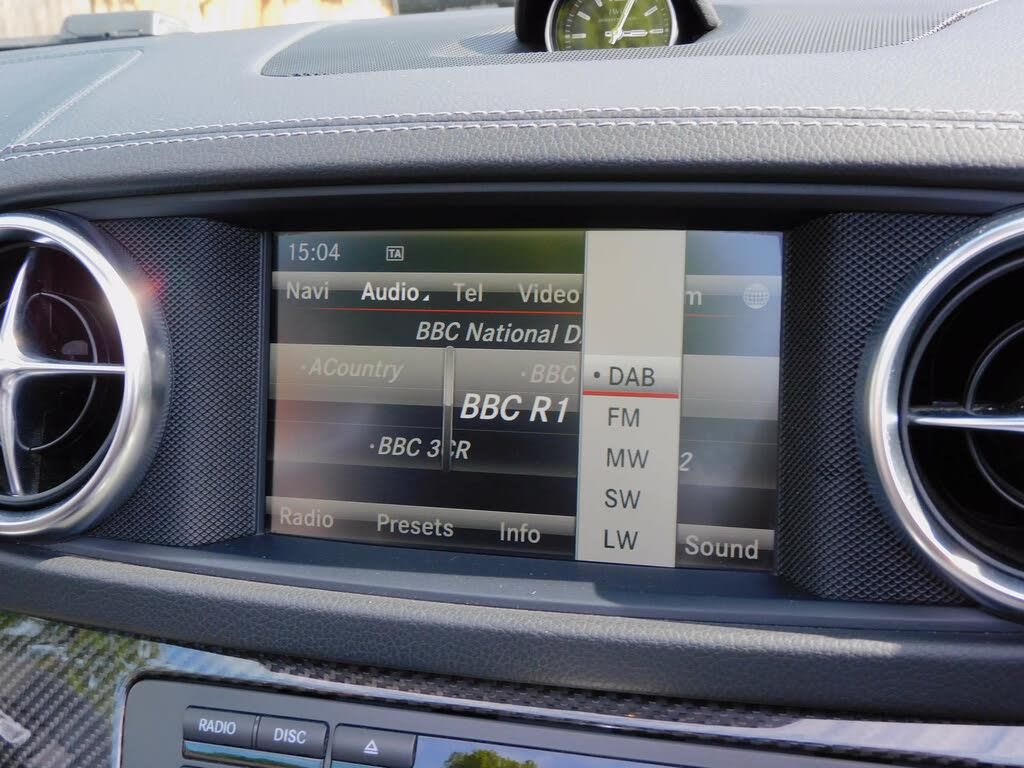 15:04 TA
Navi Audio Tel Video m
BBC National D
·ACountry ·BBC
• DAB
BBC R1
FM
·BBC 3CR 2
MW
SW
Radio Presets Info
LW
Sound
RADIO DISC